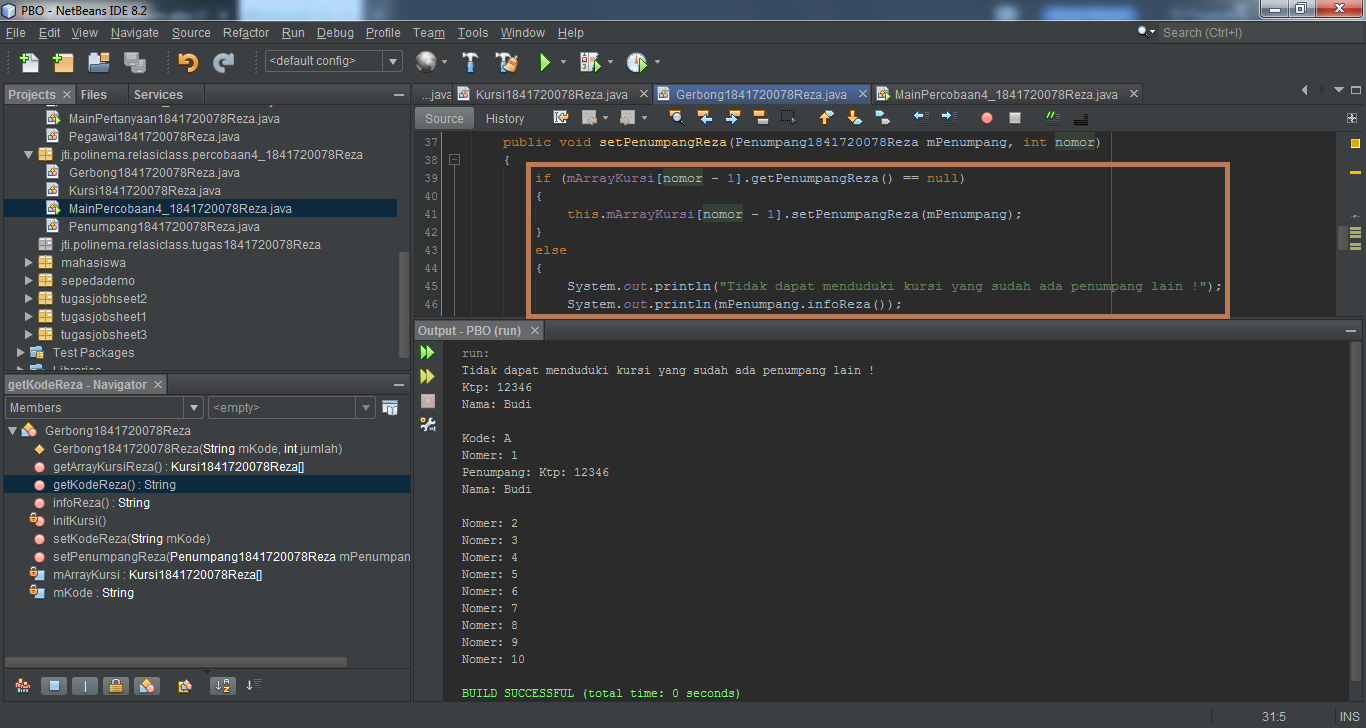 PBO - NetBeans IDE 8.2
File Edit View Navigate Source Refactor Run Debug Profile Team Tools Window Help
Search (Ctrl+I)
<default config>
Projects
Files
Services
MainPertanyaan1841720078Reza.java
Pegawai1841720078Reza.java
jti.polinema.relasiclass.percobaan4_1841720078Reza
Gerbong1841720078Reza.java
Kursi1841720078Reza.java
MainPercobaan4_1841720078Reza.java
Penumpang1841720078Reza.java
jti.polinema.relasiclass.tugas1841720078Reza
mahasiswa
sepedademo
tugasjobhseet2
tugasjobsheet1
tugasjobsheet3
Test Packages
Libraries
getKodeReza - Navigator
Members
<empty>
Gerbong1841720078Reza
Gerbong1841720078Reza(String mKode, int jumlah)
getArrayKursiReza() : Kursi1841720078Reza[]
getKodeReza() : String
infoReza() : String
initKursi()
setKodeReza(String mKode)
setPenumpangReza(Penumpang1841720078Reza mPenumpan
mArrayKursi : Kursi1841720078Reza[]
mKode : String
...java
Kursi1841720078Reza.java
Gerbong1841720078Reza.java
MainPercobaan4_1841720078Reza.java
Source
History
37 public void setPenumpangReza(Penumpang1841720078Reza mPenumpang, int nomor)
38 {
39 if (mArrayKursi[nomor - 1].getPenumpangReza() == null)
40 {
41 this.mArrayKursi[nomor - 1].setPenumpangReza(mPenumpang);
42 }
43 else
44 {
45 System.out.println("Tidak dapat menduduki kursi yang sudah ada penumpang lain !");
46 System.out.println(mPenumpang.infoReza());
Output - PBO (run)
run:
Tidak dapat menduduki kursi yang sudah ada penumpang lain !
Ktp: 12346
Nama: Budi
Kode: A
Nomer: 1
Penumpang: Ktp: 12346
Nama: Budi
Nomer: 2
Nomer: 3
Nomer: 4
Nomer: 5
Nomer: 6
Nomer: 7
Nomer: 8
Nomer: 9
Nomer: 10
BUILD SUCCESSFUL (total time: 0 seconds)
31:5
INS